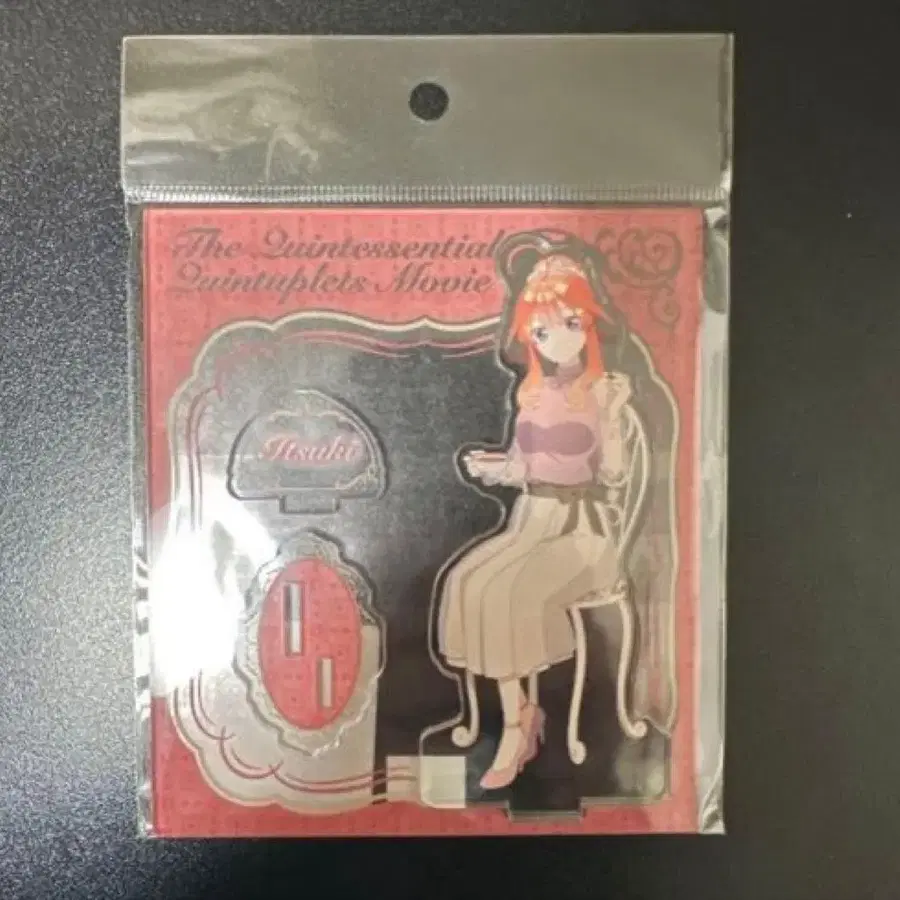 The Quintessential
Quintuplets Movie
Itsuki